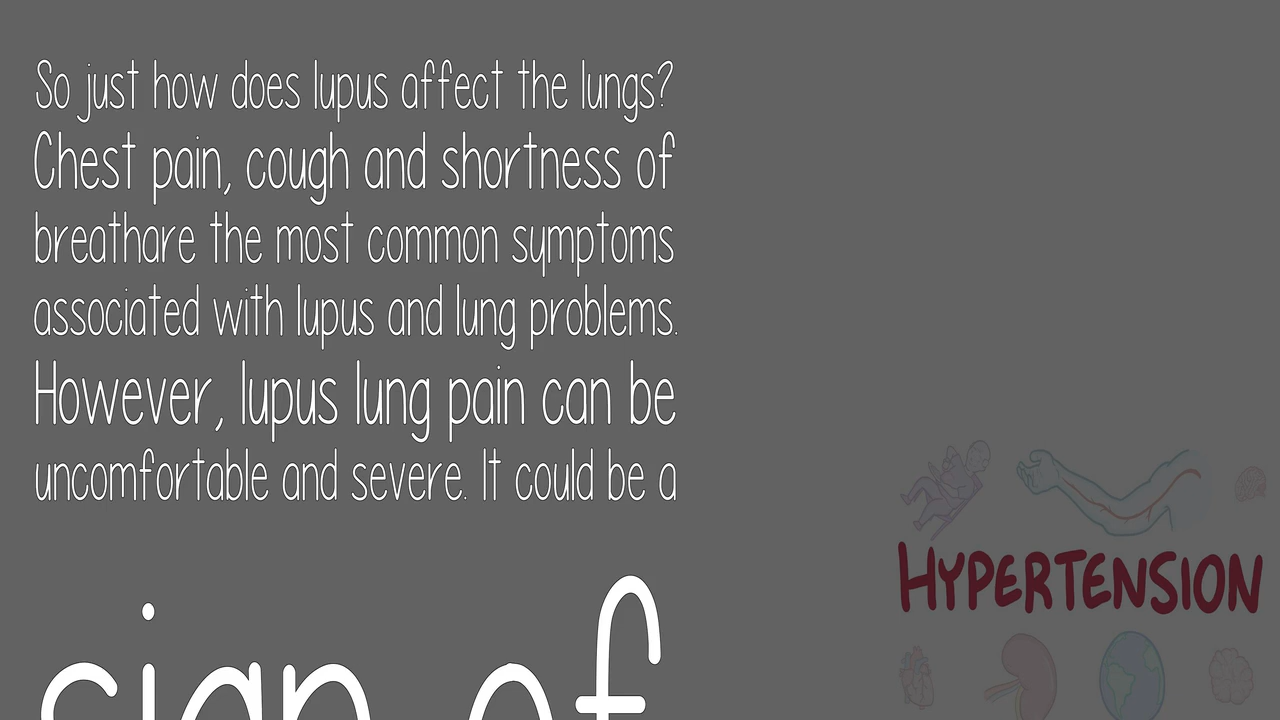 So just how does lupus affect the lungs?
Chest pain, cough and shortness of
breathare the most common symptoms
associated with lupus and lung problems.
However, lupus lung pain can be
uncomfortable and severe. It could be a
sign of
HYPERTENSION